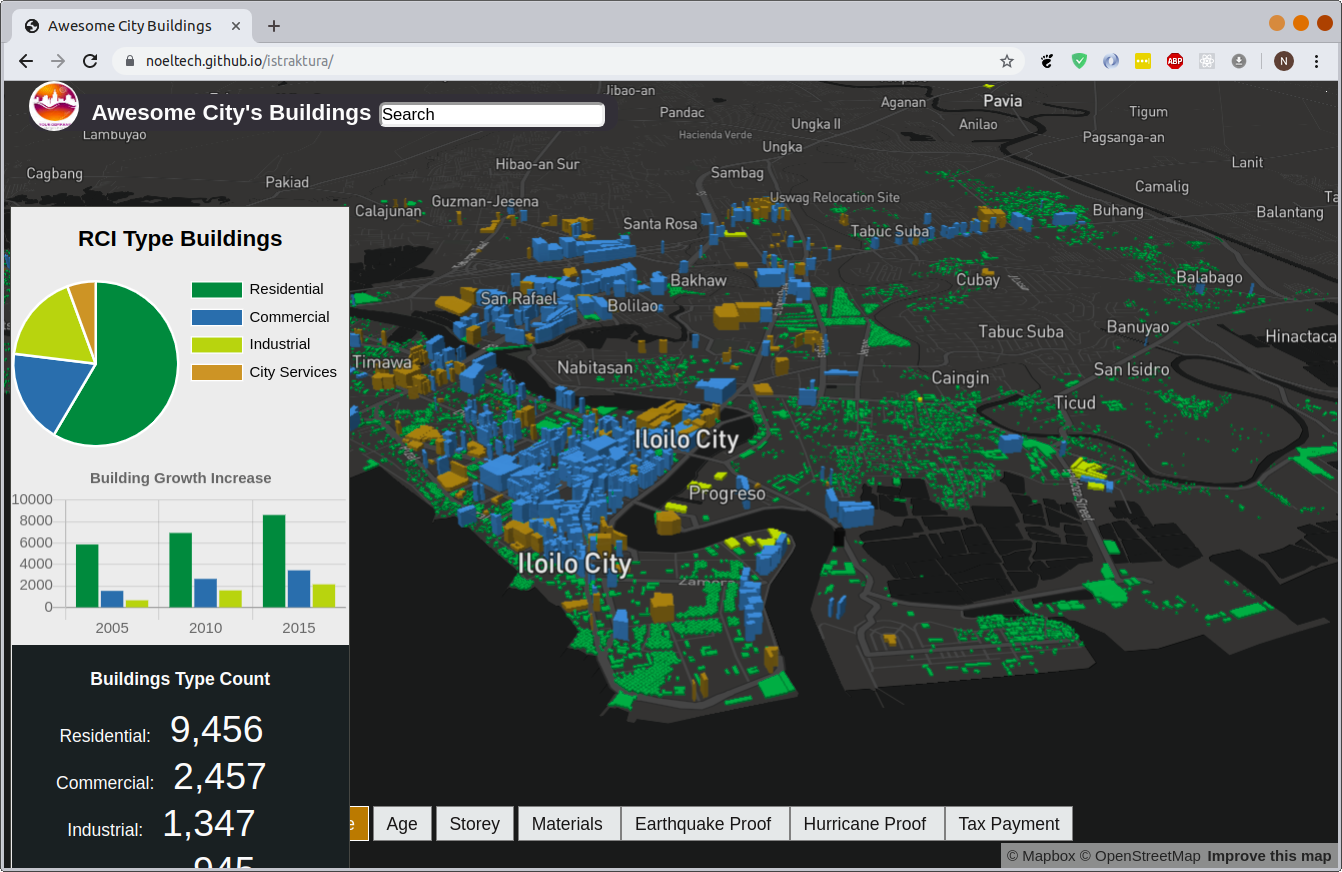 Awesome City Buildings
noeltech.github.io/istraktura/
ABP
N
Awesome City's Buildings
Search
Jibao-an
Pandac
Aganan
Pavia
Tigum
Lambuyao
Hacienda Verde
Ungka II
Anilao
Pagsanga-an
Ungka
Hibao-an Sur
Lanit
Cagbang
Pakiad
Sambag
Camalig
Calajunan
Guzman-Jesena
Uswag Relocation Site
Buhang
Balantang
Santa Rosa
Tabuc Suba
Bakhaw
Cubay
Balabago
San Rafael
Bolilao
Tabuc Suba
Banuyao
Hinactaca
Timawa
Nabitasan
Caingin
San Isidro
Ticud
Iloilo City
Progreso
Iloilo City
Zamora
RCI Type Buildings
Residential
Commercial
Industrial
City Services
Building Growth Increase
10000
8000
6000
4000
2000
0
2005 2010 2015
Buildings Type Count
Residential: 9,456
Commercial: 2,457
Industrial: 1,347
945
e Age Storey Materials Earthquake Proof Hurricane Proof Tax Payment
© Mapbox © OpenStreetMap Improve this map